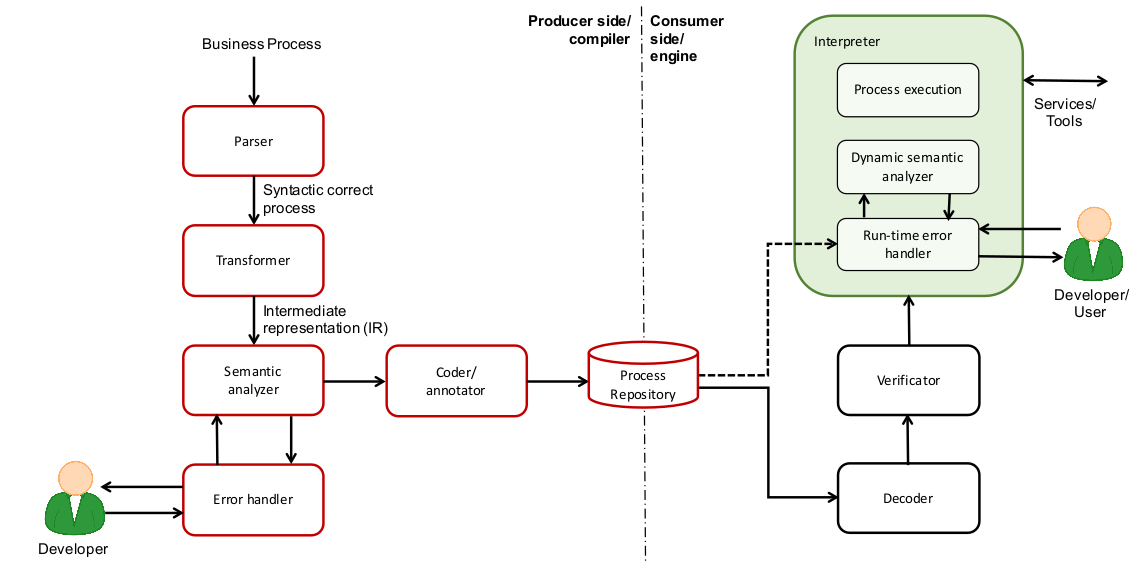 Business Process
Parser
Syntactic correct
process
Transformer
Intermediate
representation (IR)
Semantic
analyzer
Coder/
annotator
Error handler
Developer
Producer side/
compiler
Consumer
side/
engine
Process
Repository
Interpreter
Process execution
Dynamic semantic
analyzer
Run-time error
handler
Services/
Tools
Developer/
User
Verificator
Decoder